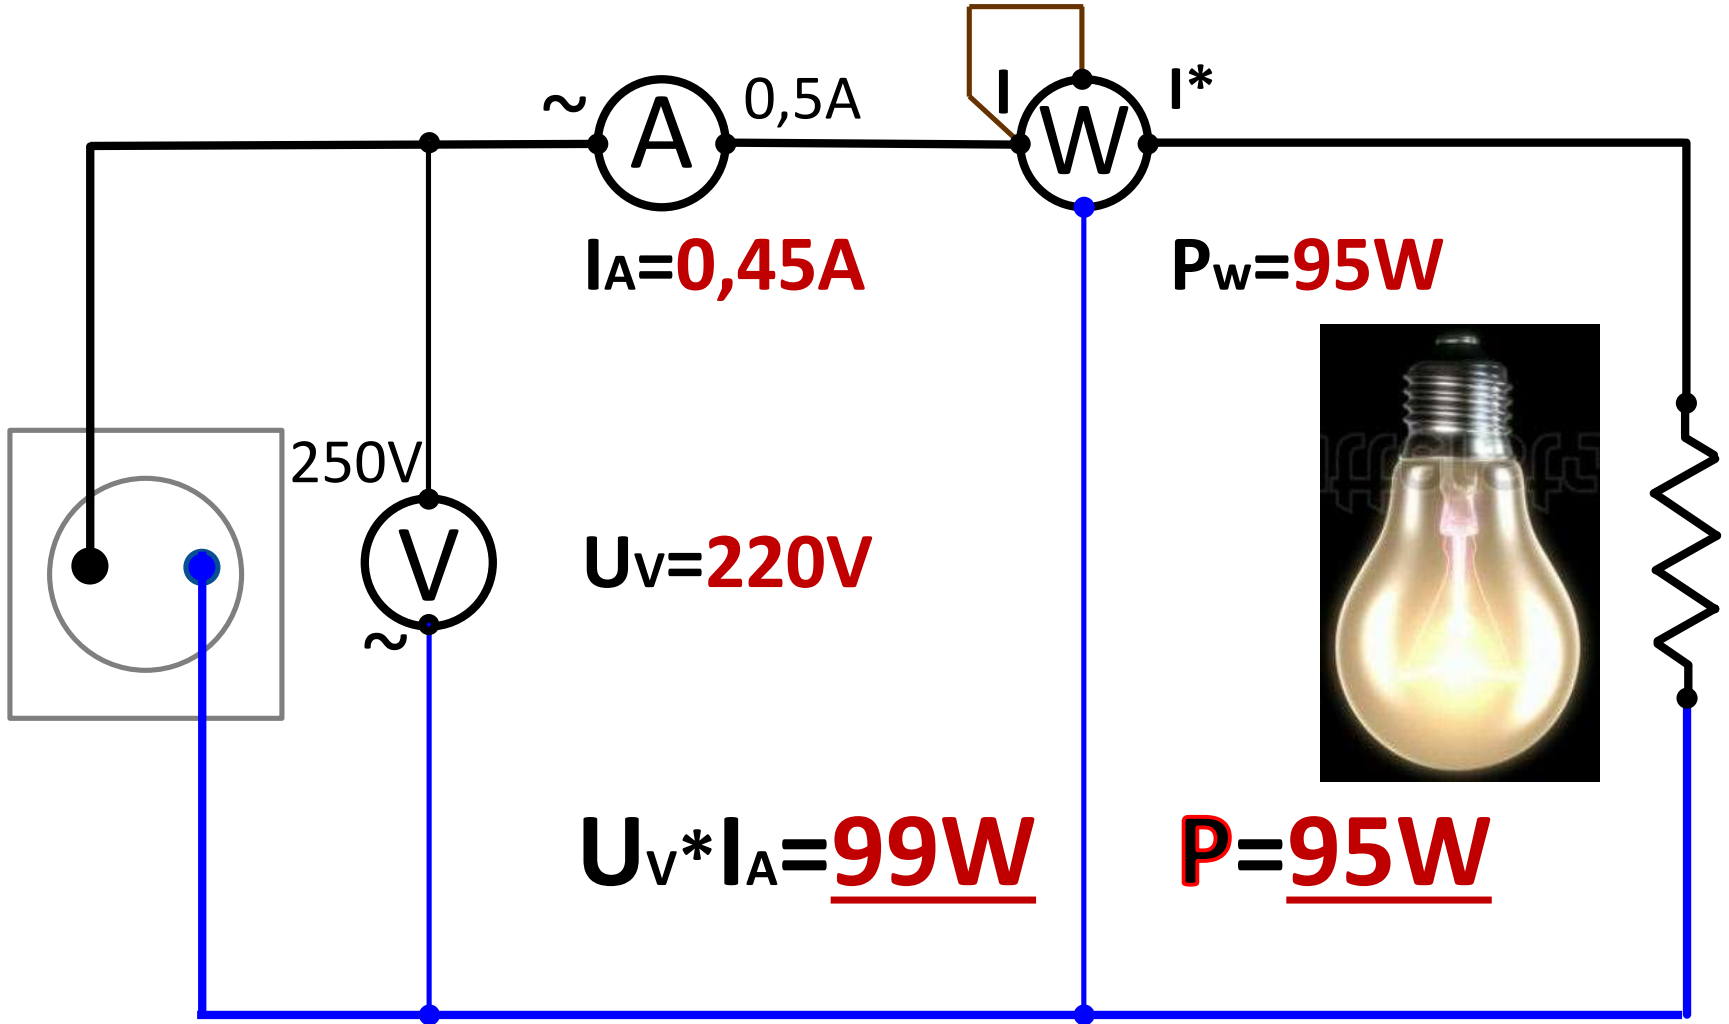 I
I*
~
A
0,5A
W
IA=0,45A
PW=95W
250V
V
~
UV=220V
UV*IA=99W
P=95W